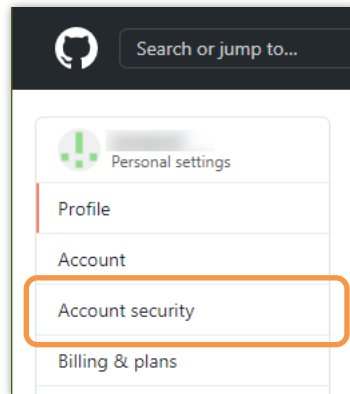 Search or jump to...
Personal settings
Profile
Account
Account security
Billing & plans